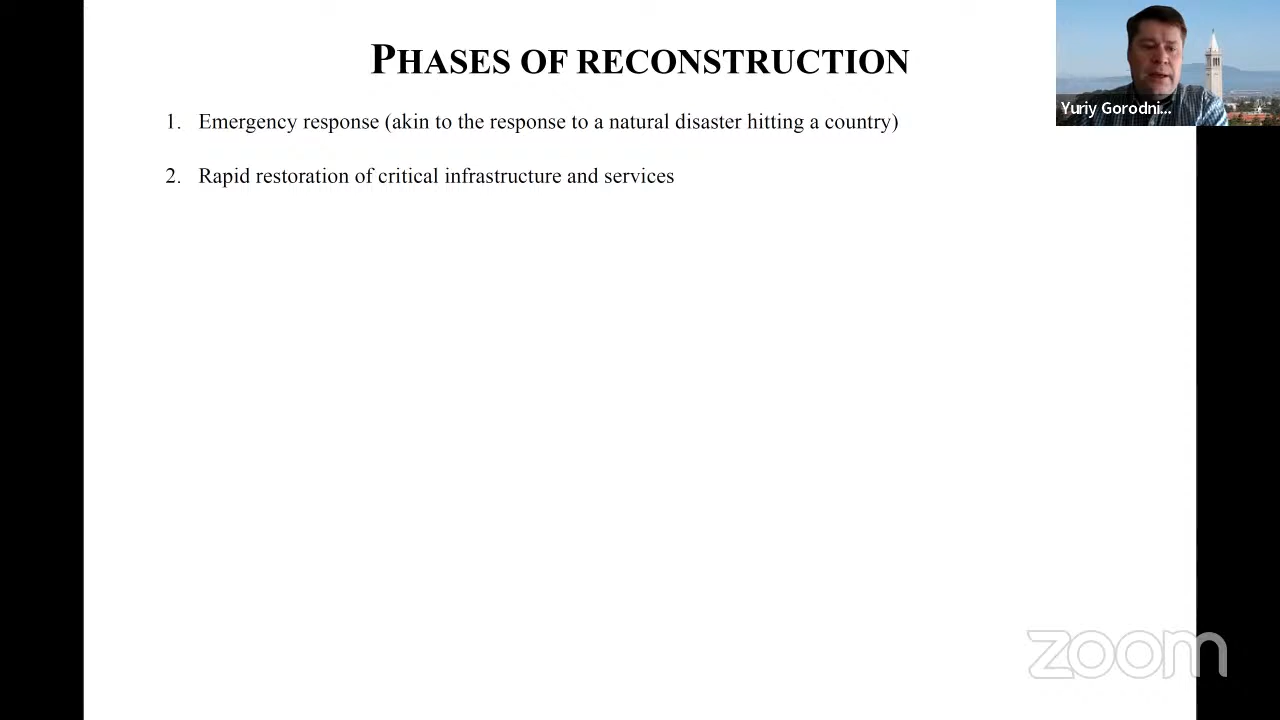 PHASES OF RECONSTRUCTION
1. Emergency response (akin to the response to a natural disaster hitting a country)
2. Rapid restoration of critical infrastructure and services
Yuriy Gorodni...
zoom